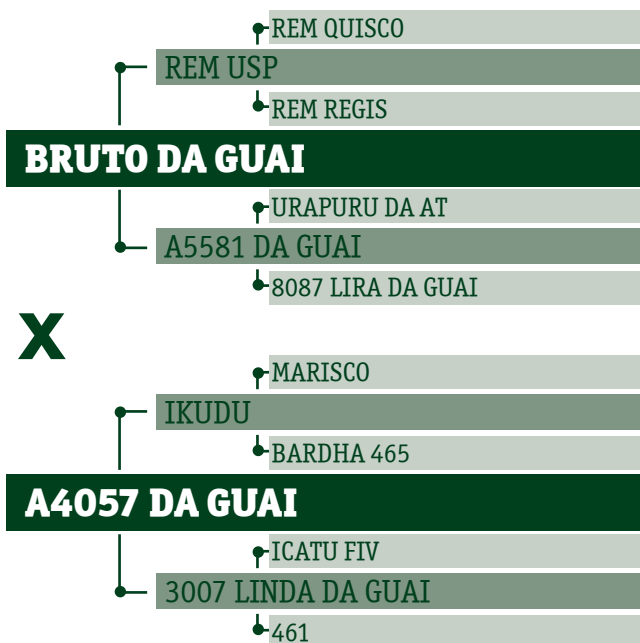 REM QUISCO
REM USP
REM REGIS
BRUTO DA GUAI
URAPURU DA AT
A5581 DA GUAI
8087 LIRA DA GUAI
X
MARISCO
IKUDU
BARDHA 465
A4057 DA GUAI
ICATU FIV
3007 LINDA DA GUAI
461